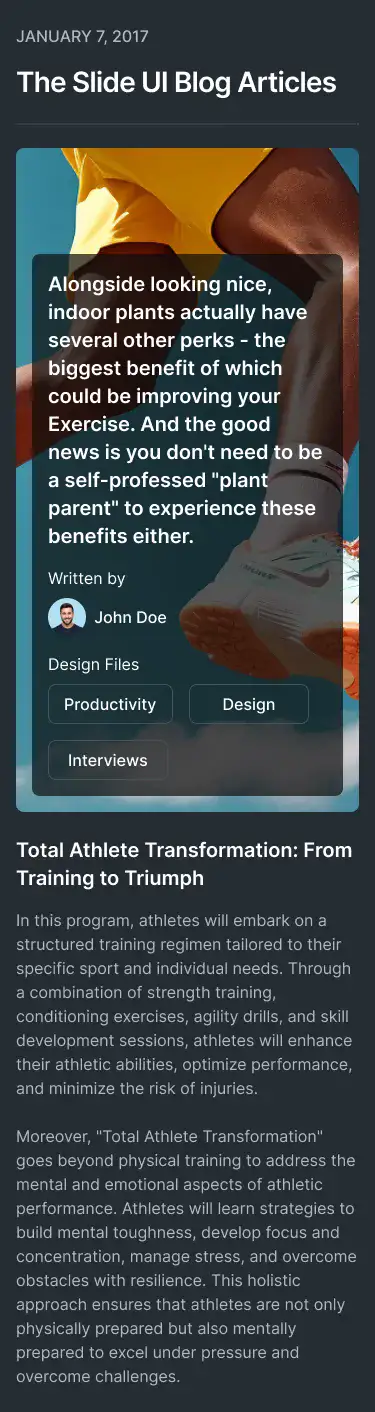 JANUARY 7, 2017
The Slide UI Blog Articles
Alongside looking nice,
indoor plants actually have
several other perks - the
biggest benefit of which
could be improving your
Exercise. And the good
news is you don't need to be
a self-professed "plant
parent" to experience these
benefits either.
Written by
John Doe
Design Files
Productivity
Design
Interviews
Total Athlete Transformation: From
Training to Triumph
In this program, athletes will embark on a
structured training regimen tailored to their
specific sport and individual needs. Through
a combination of strength training,
conditioning exercises, agility drills, and skill
development sessions, athletes will enhance
their athletic abilities, optimize performance,
and minimize the risk of injuries.
Moreover, "Total Athlete Transformation"
goes beyond physical training to address the
mental and emotional aspects of athletic
performance. Athletes will learn strategies to
build mental toughness, develop focus and
concentration, manage stress, and overcome
obstacles with resilience. This holistic
approach ensures that athletes are not only
physically prepared but also mentally
prepared to excel under pressure and
overcome challenges.